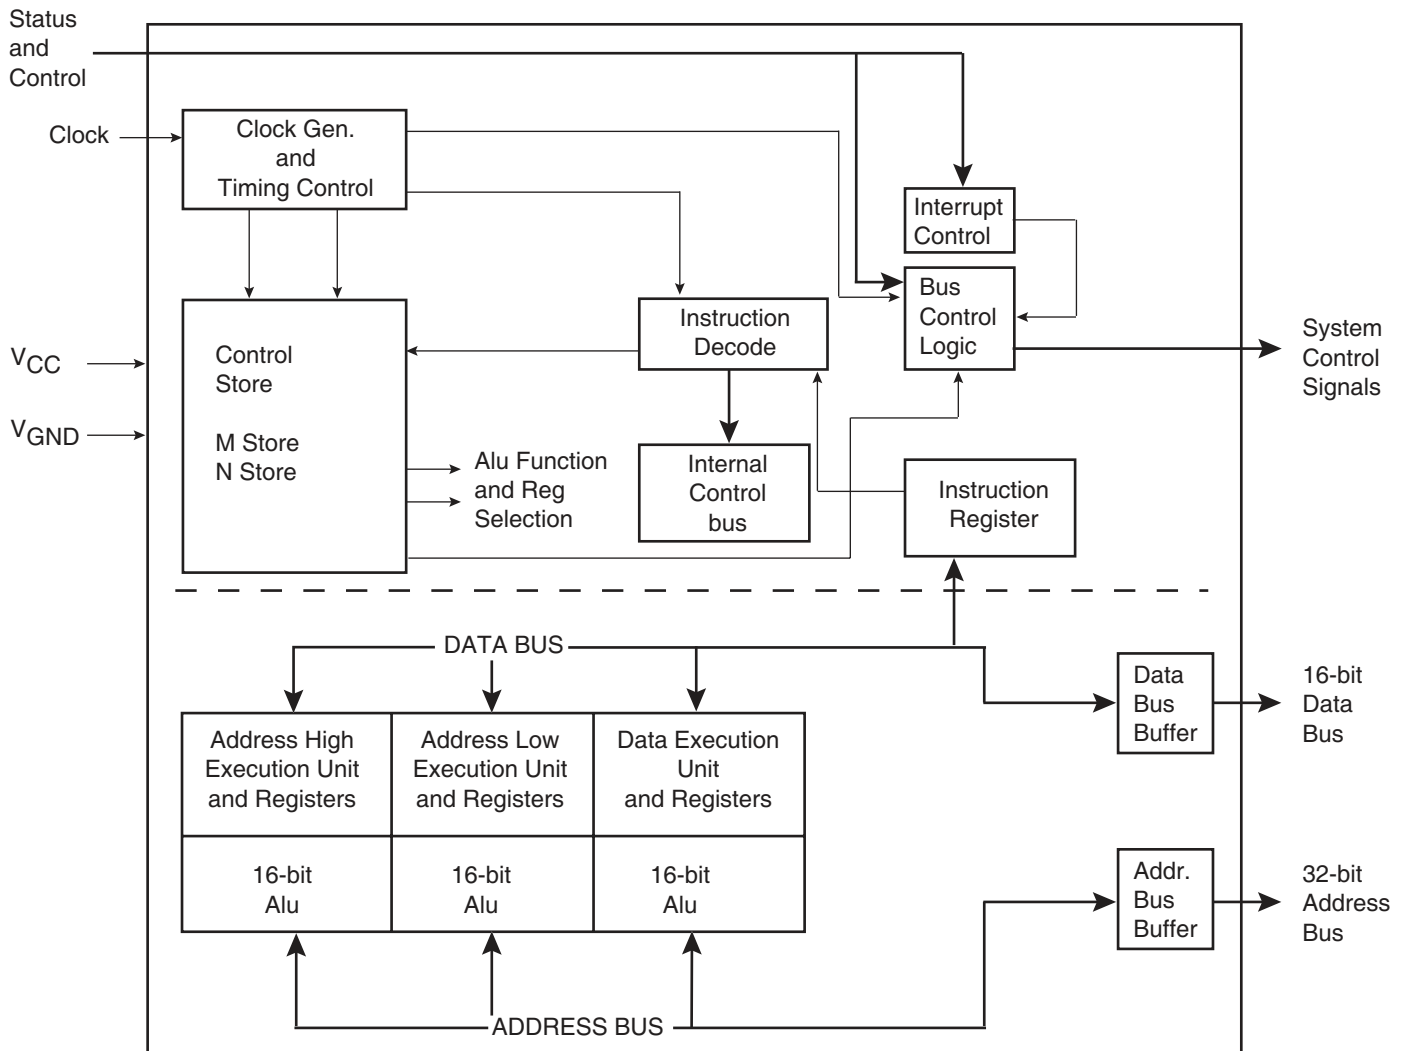 Status
and
Control
Clock
Clock Gen.
and
Timing Control
Interrupt
Control
Bus
Control
Logic
System
Control
Signals
Instruction
Decode
VCC
VGND
Control
Store
M Store
N Store
Alu Function
and Reg
Selection
Internal
Control
bus
Instruction
Register
DATA BUS
Data
Bus
Buffer
16-bit
Data
Bus
Address High
Execution Unit
and Registers
Address Low
Execution Unit
and Registers
Data Execution
Unit
and Registers
16-bit
Alu
16-bit
Alu
16-bit
Alu
Addr.
Bus
Buffer
32-bit
Address
Bus
ADDRESS BUS